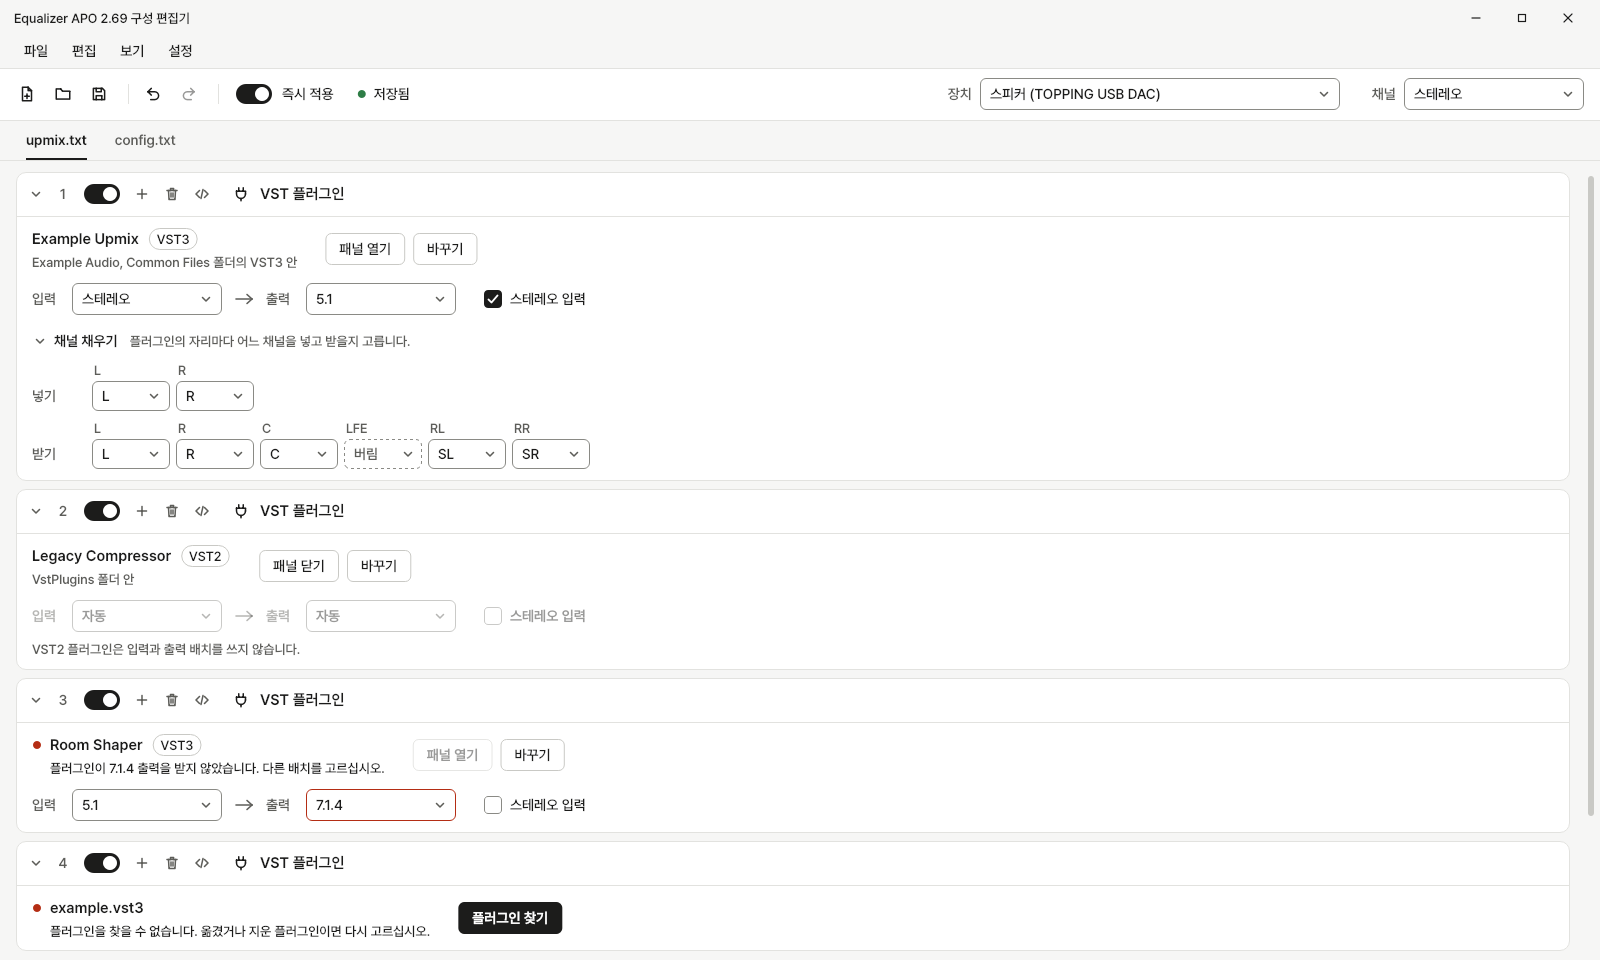 Equalizer APO 2.69 구성 편집기
파일 편집 보기 설정
즉시 적용 저장됨 장치 스피커 (TOPPING USB DAC) 채널 스테레오
upmix.txt config.txt
1 VST 플러그인
Example Upmix VST3 패널 열기 바꾸기
Example Audio, Common Files 폴더의 VST3 안
입력 스테레오 출력 5.1 스테레오 입력
채널 채우기 플러그인의 자리마다 어느 채널을 넣고 받을지 고릅니다.
L R
넣기 L R
L R C LFE RL RR
받기 L R C 버림 SL SR
2 VST 플러그인
Legacy Compressor VST2 패널 닫기 바꾸기
VstPlugins 폴더 안
입력 자동 출력 자동 스테레오 입력
VST2 플러그인은 입력과 출력 배치를 쓰지 않습니다.
3 VST 플러그인
Room Shaper VST3 패널 열기 바꾸기
플러그인이 7.1.4 출력을 받지 않았습니다. 다른 배치를 고르십시오.
입력 5.1 출력 7.1.4 스테레오 입력
4 VST 플러그인
example.vst3 플러그인 찾기
플러그인을 찾을 수 없습니다. 옮겼거나 지운 플러그인이면 다시 고르십시오.